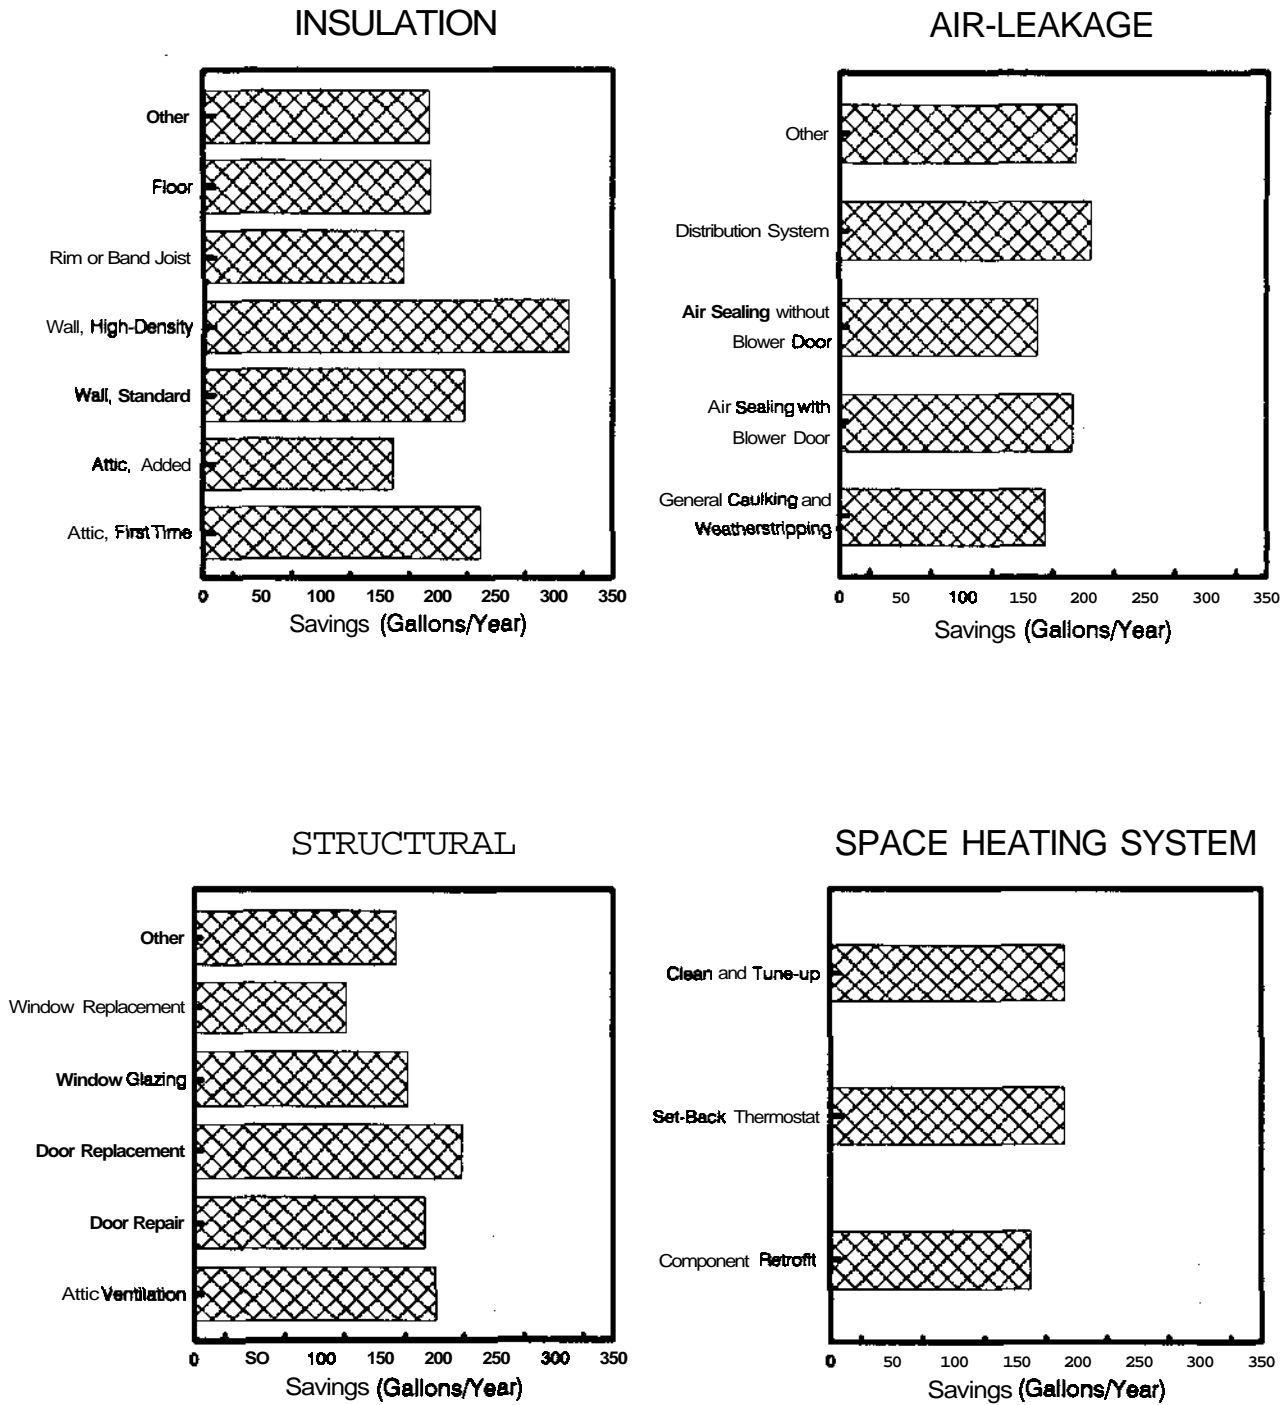 INSULATION
Other
Floor
Rim or Band Joist
Wall, High-Density
Wall, Standard
Attic, Added
Attic, First Time
0 50 100 150 200 250 300 350
Savings (Gallons/Year)
AIR-LEAKAGE
Other
Distribution System
Air Sealing without
Blower Door
Air Sealing with
Blower Door
General Caulking and
Weatherstripping
0 50 100 150 200 250 300 350
Savings (Gallons/Year)
STRUCTURAL
Other
Window Replacement
Window Glazing
Door Replacement
Door Repair
Attic Ventilation
0 SO 100 150 200 250 300 350
Savings (Gallons/Year)
SPACE HEATING SYSTEM
Clean and Tune-up
Set-Back Thermostat
Component Retrofit
0 50 100 150 200 250 300 350
Savings (Gallons/Year)